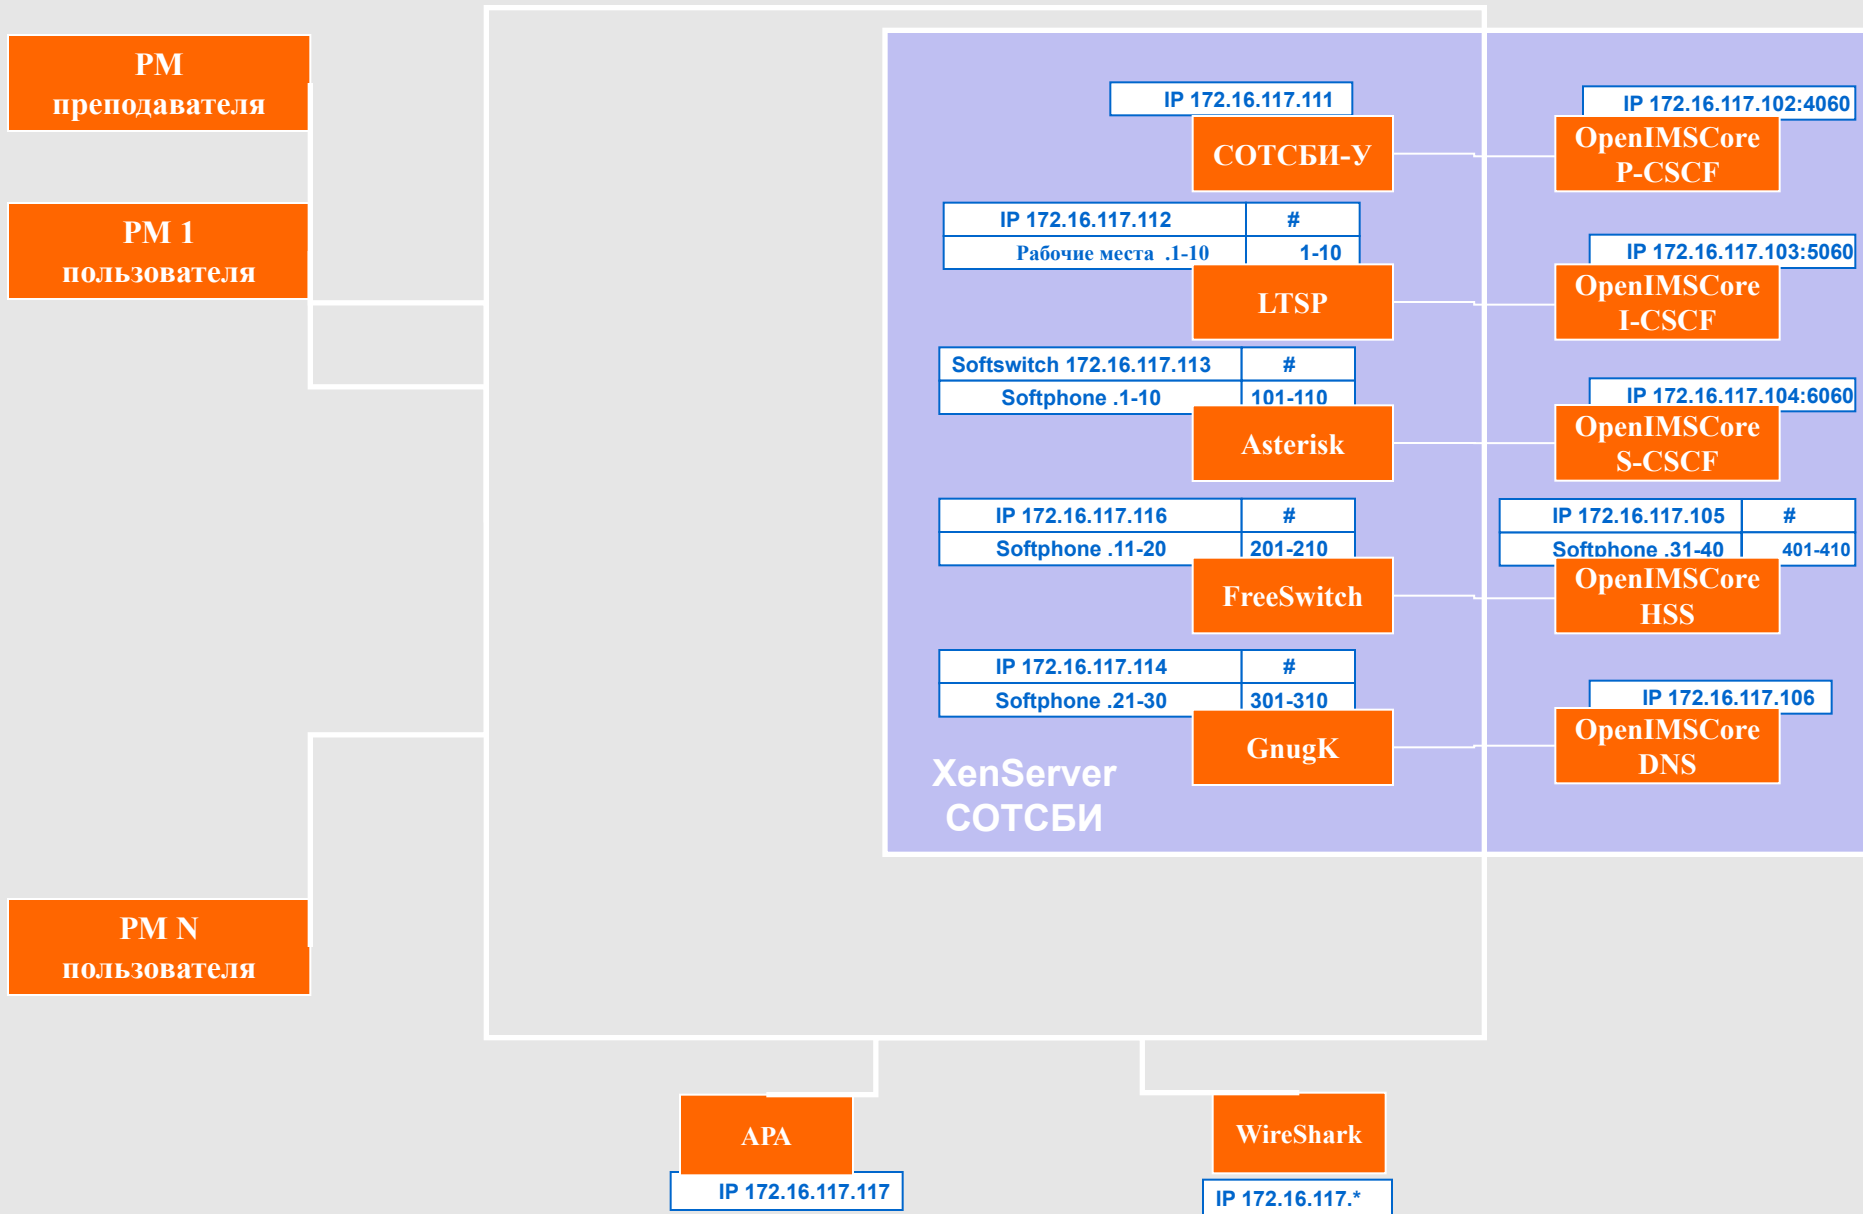 РМ
преподавателя
РМ 1
пользователя
РМ N
пользователя
IP 172.16.117.111
СОТСБИ-У
IP 172.16.117.102:4060
OpenIMSCore
P-CSCF
IP 172.16.117.112 #
Рабочие места .1-10 1-10
LTSP
IP 172.16.117.103:5060
OpenIMSCore
I-CSCF
Softswitch 172.16.117.113 #
Softphone .1-10 101-110
Asterisk
IP 172.16.117.104:6060
OpenIMSCore
S-CSCF
IP 172.16.117.116 #
Softphone .11-20 201-210
FreeSwitch
IP 172.16.117.105 #
Softphone .31-40 401-410
OpenIMSCore
HSS
IP 172.16.117.114 #
Softphone .21-30 301-310
GnugK
IP 172.16.117.106
OpenIMSCore
DNS
XenServer
СОТСБИ
АРА
IP 172.16.117.117
WireShark
IP 172.16.117.*